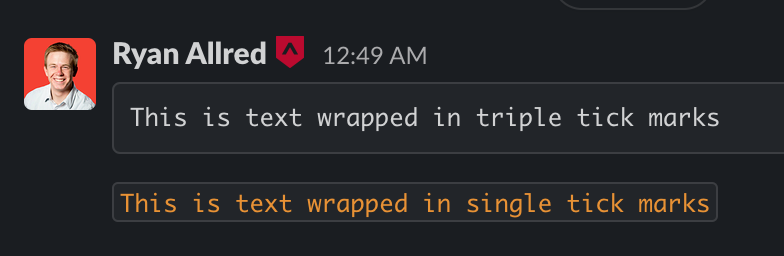 Ryan Allred 12:49 AM
This is text wrapped in triple tick marks
This is text wrapped in single tick marks